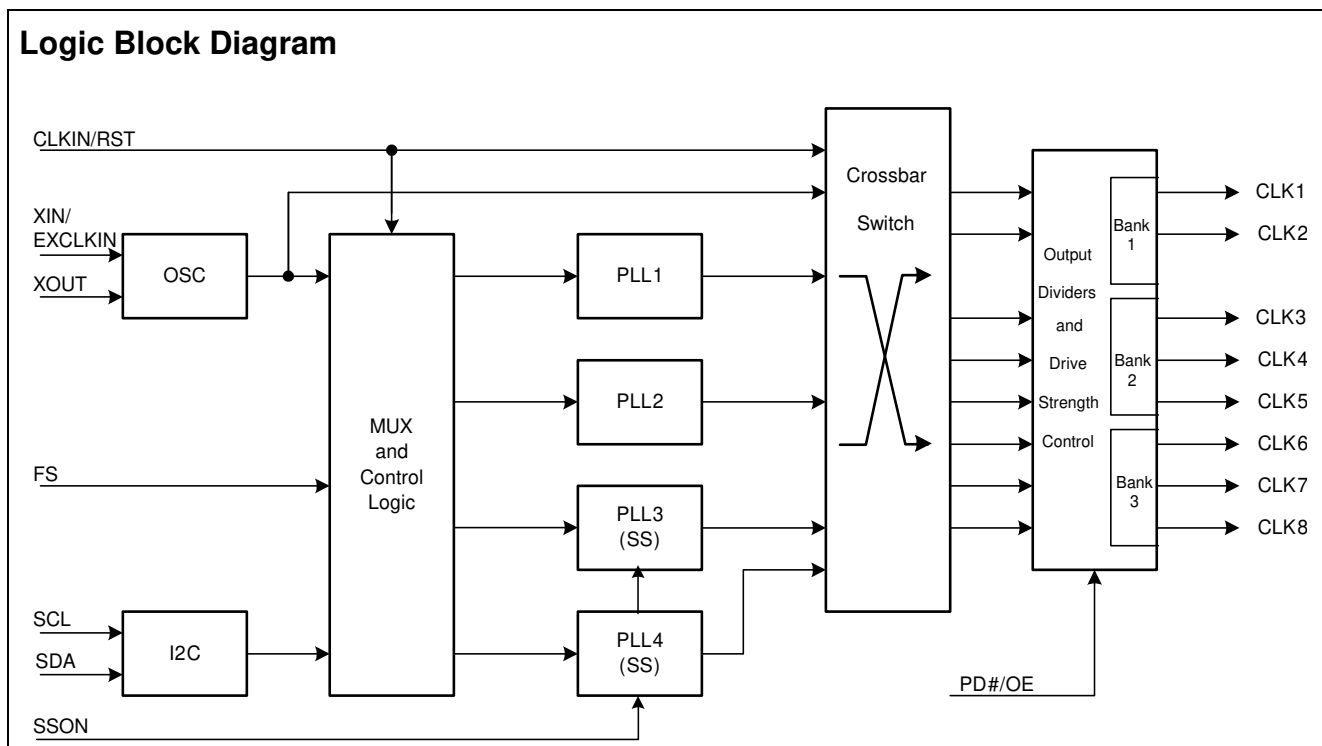 Logic Block Diagram
CLKIN/RST
XIN/
EXCLKIN
XOUT
OSC
FS
SCL
SDA
I2C
SSON
MUX
and
Control
Logic
PLL1
PLL2
PLL3
(SS)
PLL4
(SS)
Crossbar
Switch
Output
Dividers
and
Drive
Strength
Control
Bank
1
Bank
2
Bank
3
PD#/OE
CLK1
CLK2
CLK3
CLK4
CLK5
CLK6
CLK7
CLK8